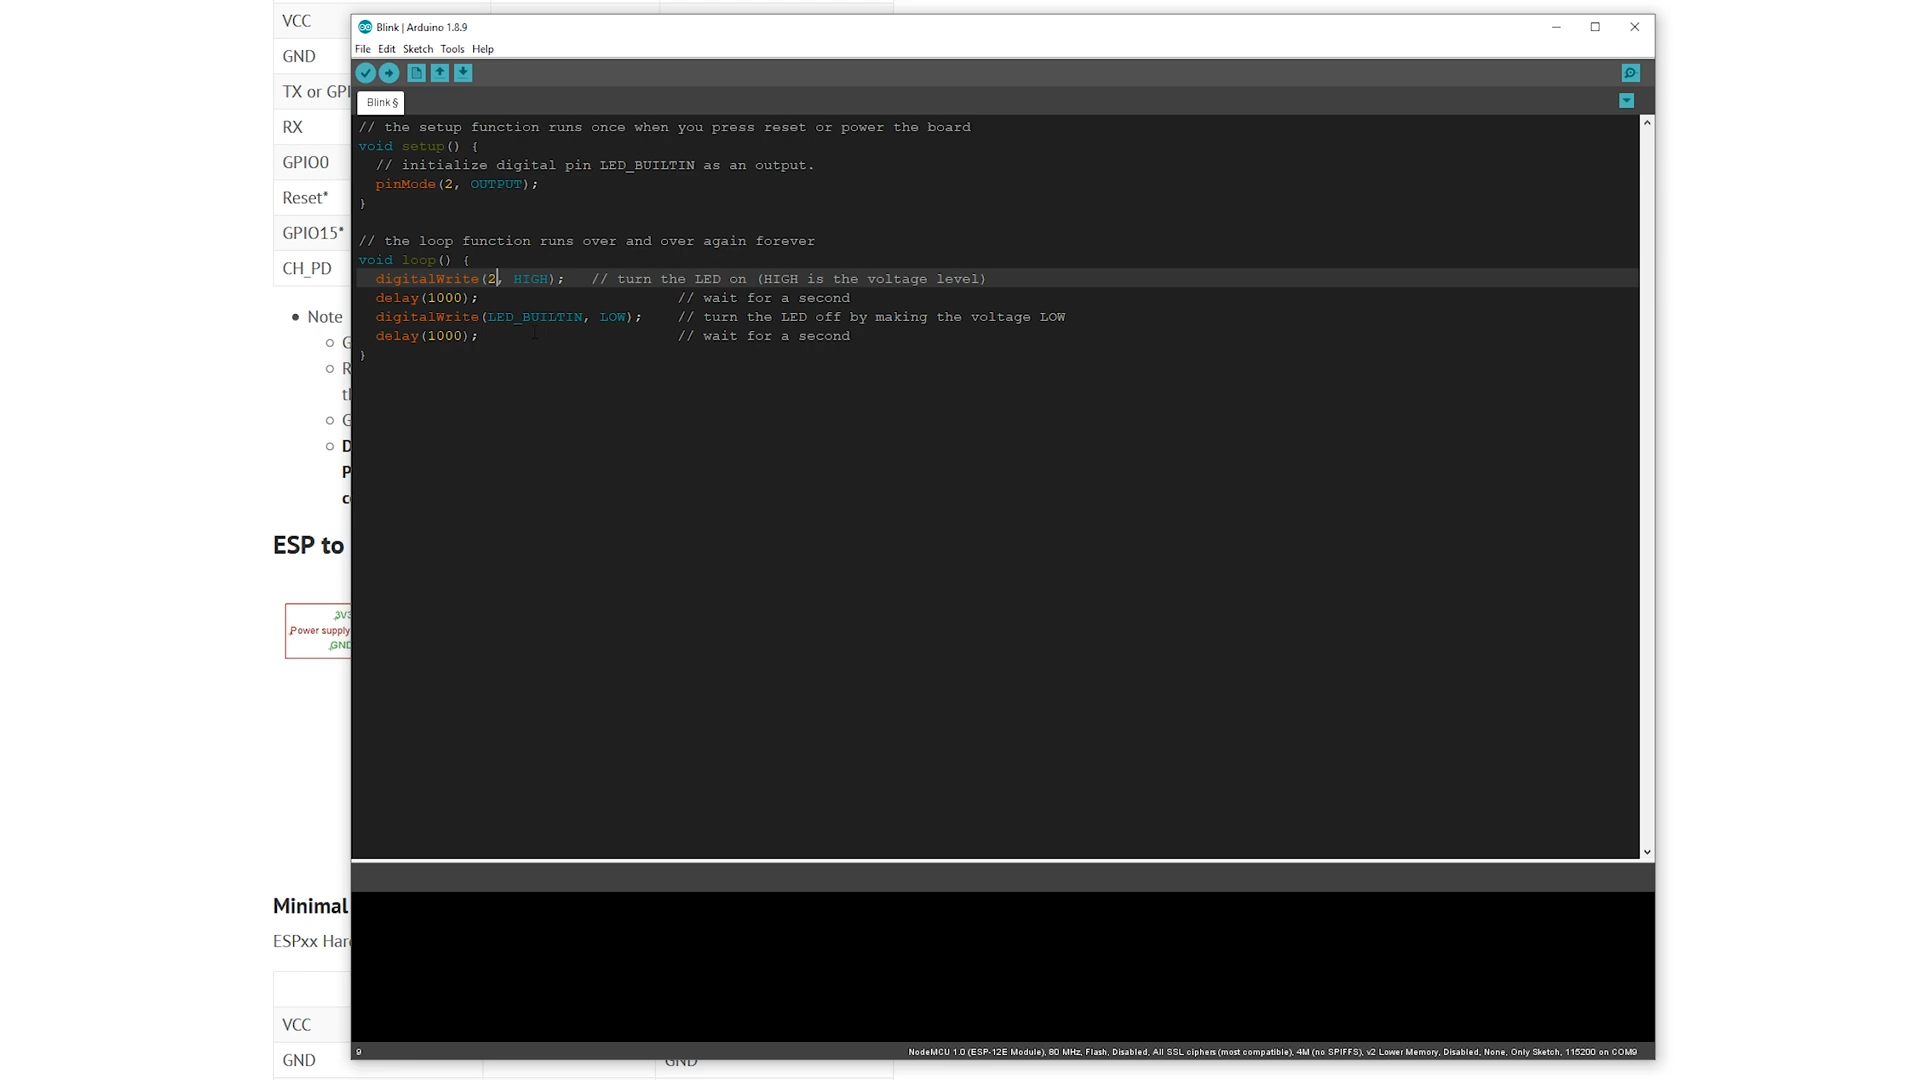 VCC
GND
TX or GPI
RX
GPIO0
Reset*
GPIO15*
CH_PD
Note
G
R
th
G
D
P
co
ESP to
3V3
Power supply
GND
Minimal
ESPxx Hard
VCC
GND GND
Blink | Arduino 1.8.9
File Edit Sketch Tools Help
Blink §
// the setup function runs once when you press reset or power the board
void setup() {
// initialize digital pin LED_BUILTIN as an output.
pinMode(2, OUTPUT);
}
// the loop function runs over and over again forever
void loop() {
digitalWrite(2, HIGH); // turn the LED on (HIGH is the voltage level)
delay(1000); // wait for a second
digitalWrite(LED_BUILTIN, LOW); // turn the LED off by making the voltage LOW
delay(1000); // wait for a second
}
9 NodeMCU 1.0 (ESP-12E Module), 80 MHz, Flash, Disabled, All SSL ciphers (most compatible), 4M (no SPIFFS), v2 Lower Memory, Disabled, None, Only Sketch, 115200 on COM9